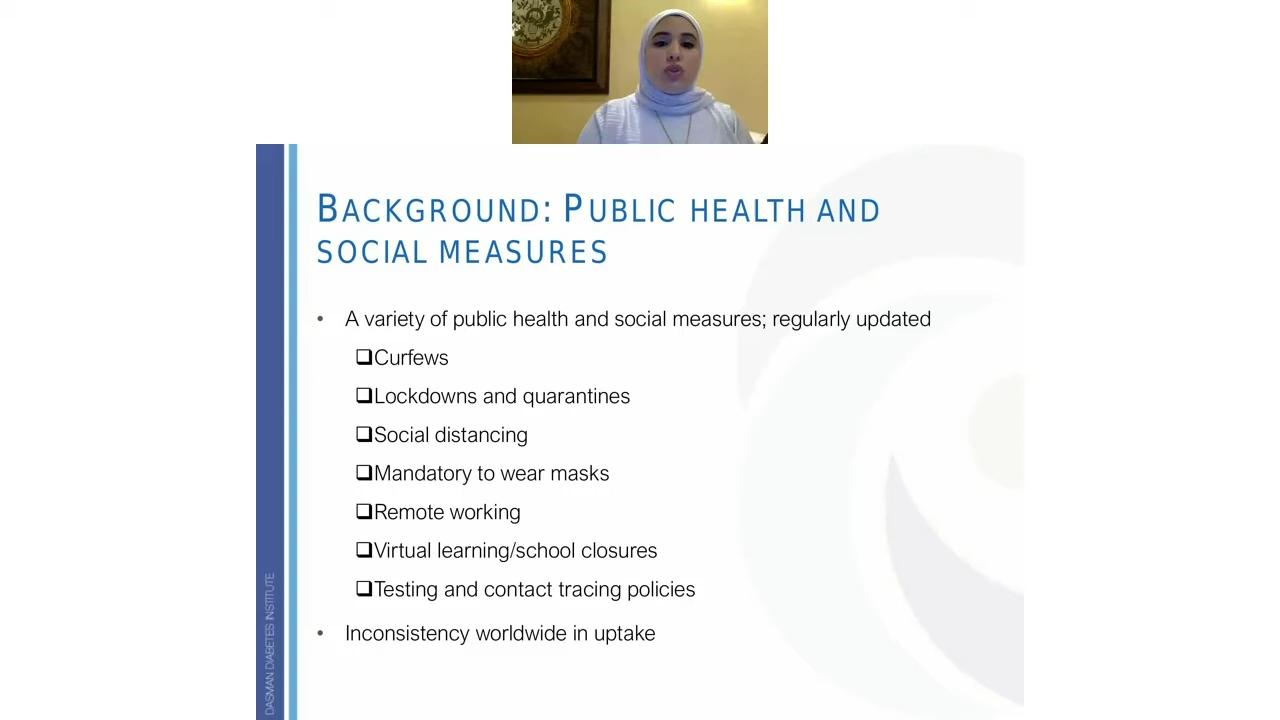 BACKGROUND: PUBLIC HEALTH AND
SOCIAL MEASURES
• A variety of public health and social measures; regularly updated
❑Curfews
❑Lockdowns and quarantines
❑Social distancing
❑Mandatory to wear masks
❑Remote working
❑Virtual learning/school closures
❑Testing and contact tracing policies
• Inconsistency worldwide in uptake
DASMAN DIABETES INSTITUTE